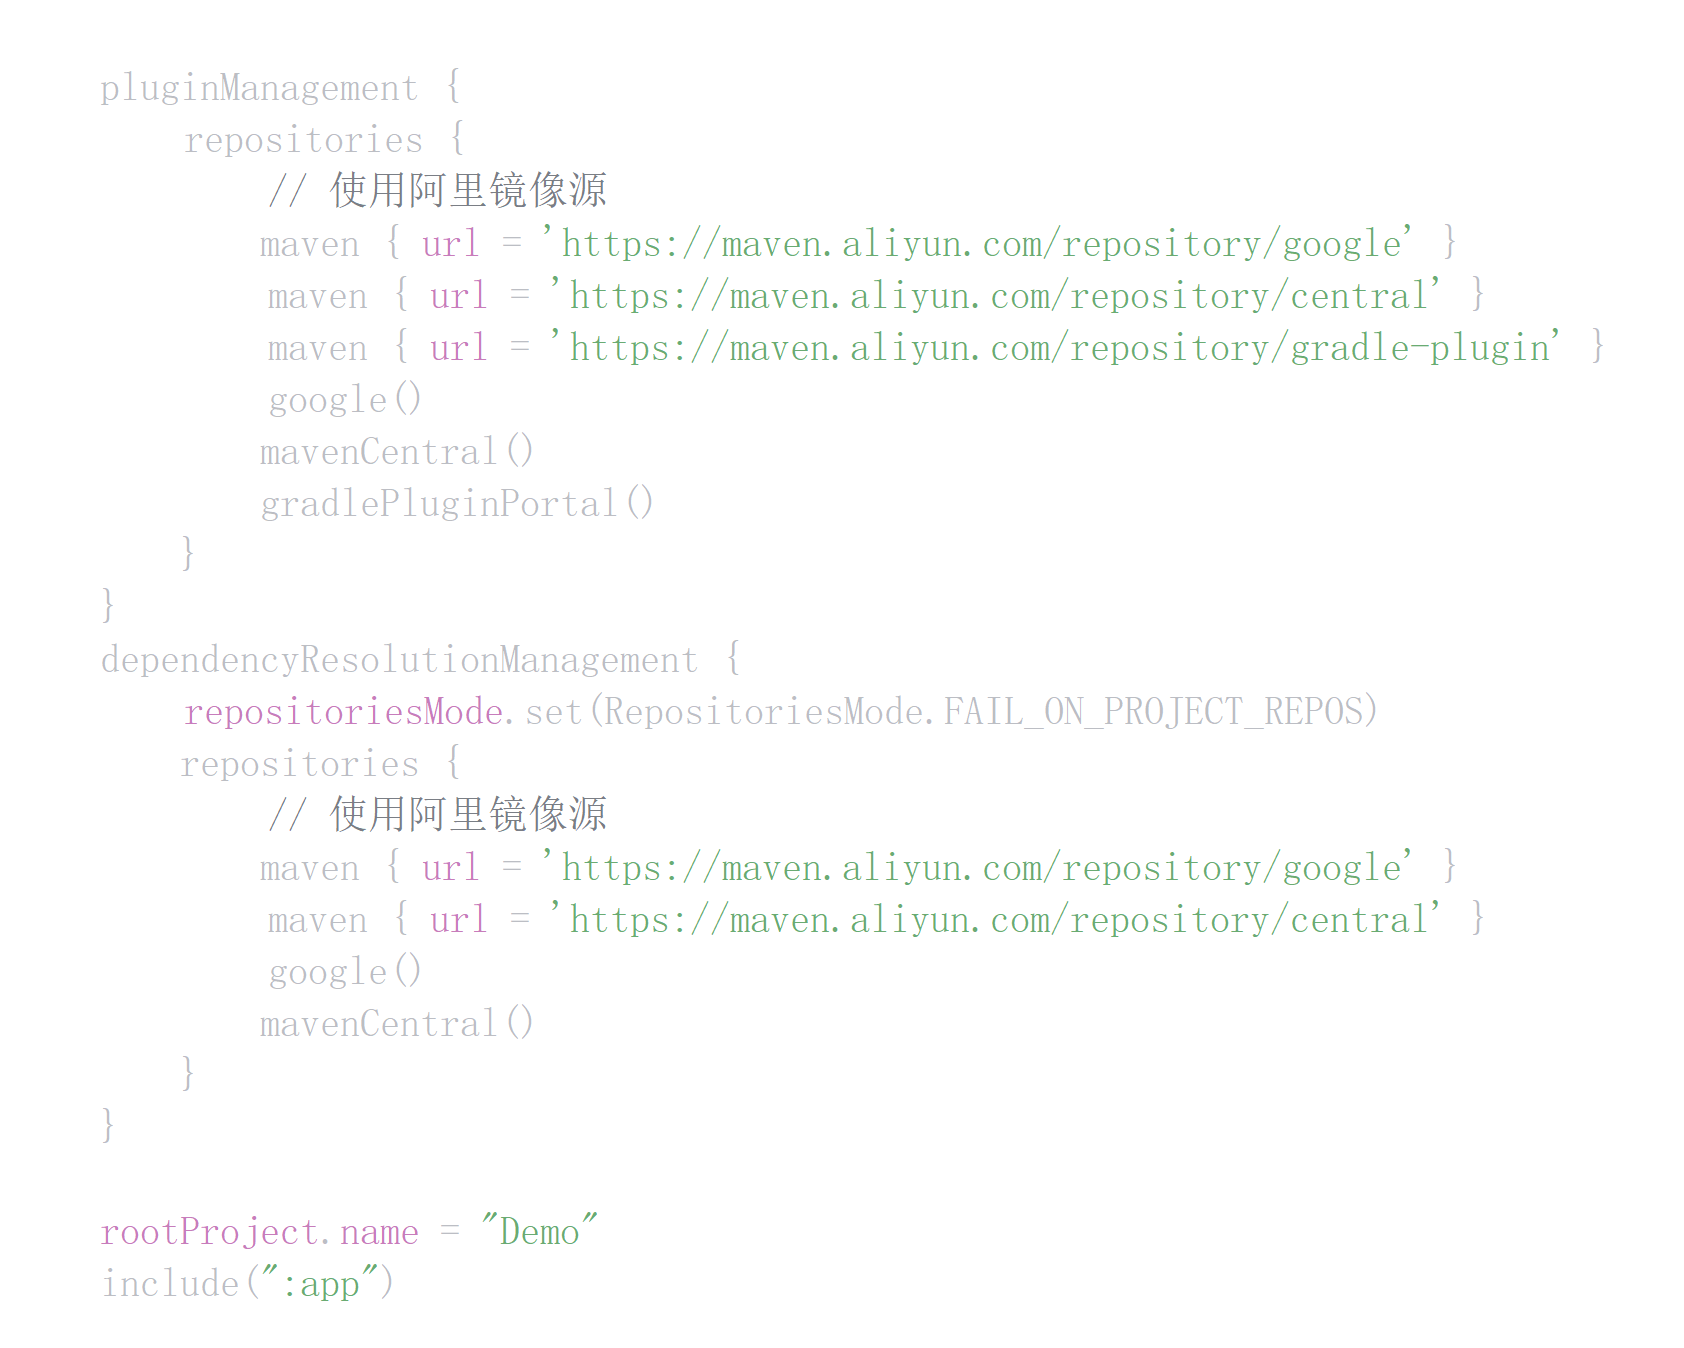 pluginManagement {
    repositories {
        // 使用阿里镜像源
        maven { url = 'https://maven.aliyun.com/repository/google' }
        maven { url = 'https://maven.aliyun.com/repository/central' }
        maven { url = 'https://maven.aliyun.com/repository/gradle-plugin' }
        google()
        mavenCentral()
        gradlePluginPortal()
    }
}
dependencyResolutionManagement {
    repositoriesMode.set(RepositoriesMode.FAIL_ON_PROJECT_REPOS)
    repositories {
        // 使用阿里镜像源
        maven { url = 'https://maven.aliyun.com/repository/google' }
        maven { url = 'https://maven.aliyun.com/repository/central' }
        google()
        mavenCentral()
    }
}

rootProject.name = "Demo"
include(":app")